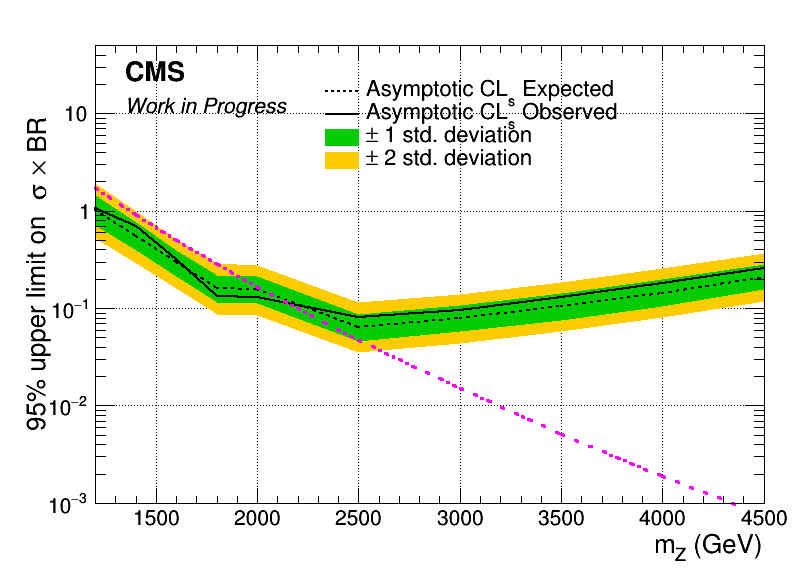 CMS
Work in Progress
Asymptotic CLs Expected
Asymptotic CLs Observed
± 1 std. deviation
± 2 std. deviation
95% upper limit on σ × BR
10
1
10−1
10−2
10−3
1500 2000 2500 3000 3500 4000 4500
mZ (GeV)